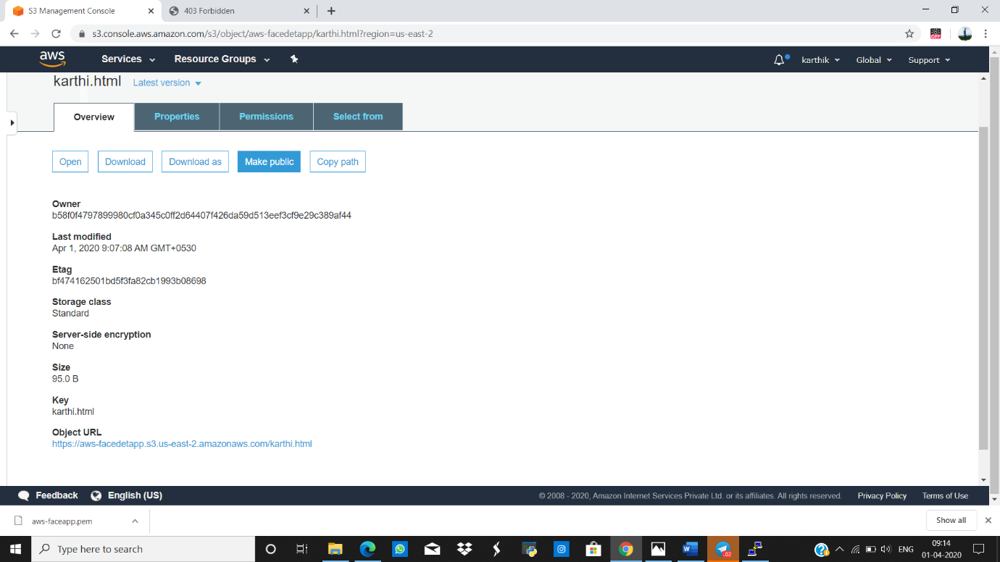 S3 Management Console
403 Forbidden
s3.console.aws.amazon.com/s3/object/aws-facedetapp/karthi.html?region=us-east-2
OFF
aws
Services
Resource Groups
karthik
Global
Support
karthi.html
Latest version
Overview
Properties
Permissions
Select from
Open
Download
Download as
Make public
Copy path
Owner
b58f0f4797899980cf0a345c0ff2d64407f426da59d513eef3cf9e29c389af44
Last modified
Apr 1, 2020 9:07:08 AM GMT+0530
Etag
bf474162501bd5f3fa82cb1993b08698
Storage class
Standard
Server-side encryption
None
Size
95.0 B
Key
karthi.html
Object URL
https://aws-facedetapp.s3.us-east-2.amazonaws.com/karthi.html
Feedback
English (US)
© 2008 - 2020, Amazon Internet Services Private Ltd. or its affiliates. All rights reserved.
Privacy Policy
Terms of Use
aws-faceapp.pem
Show all
Type here to search
W
..02
ENG
09:14
01-04-2020